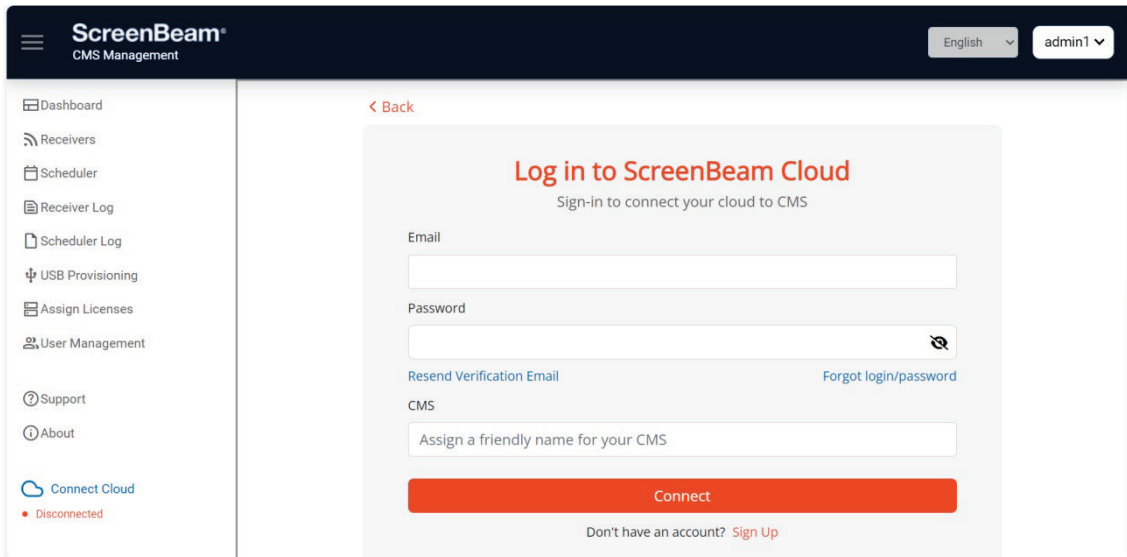 ScreenBeam®
CMS Management
English
admin1
Dashboard
Receivers
Scheduler
Receiver Log
Scheduler Log
USB Provisioning
Assign Licenses
User Management
Support
About
Connect Cloud
Disconnected
Back
Log in to ScreenBeam Cloud
Sign-in to connect your cloud to CMS
Email
Password
Resend Verification Email Forgot login/password
CMS
Assign a friendly name for your CMS
Connect
Don't have an account? Sign Up